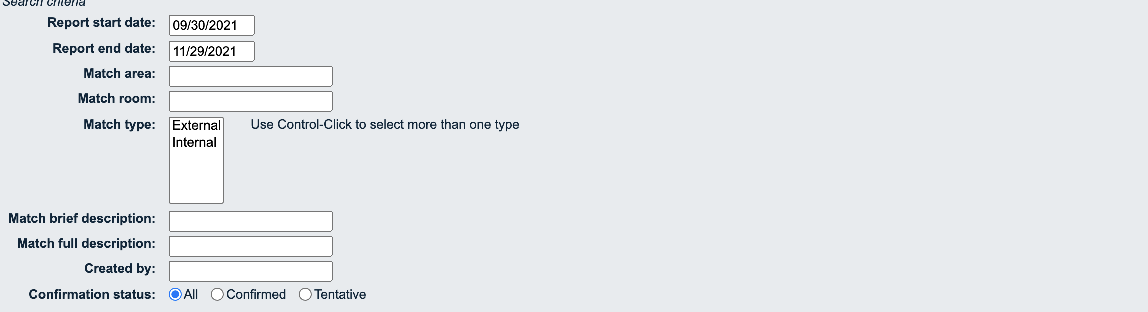 Search criteria
Report start date: 09/30/2021
Report end date: 11/29/2021
Match area:
Match room:
Match type: External Use Control-Click to select more than one type
Internal
Match brief description:
Match full description:
Created by:
Confirmation status: All Confirmed Tentative